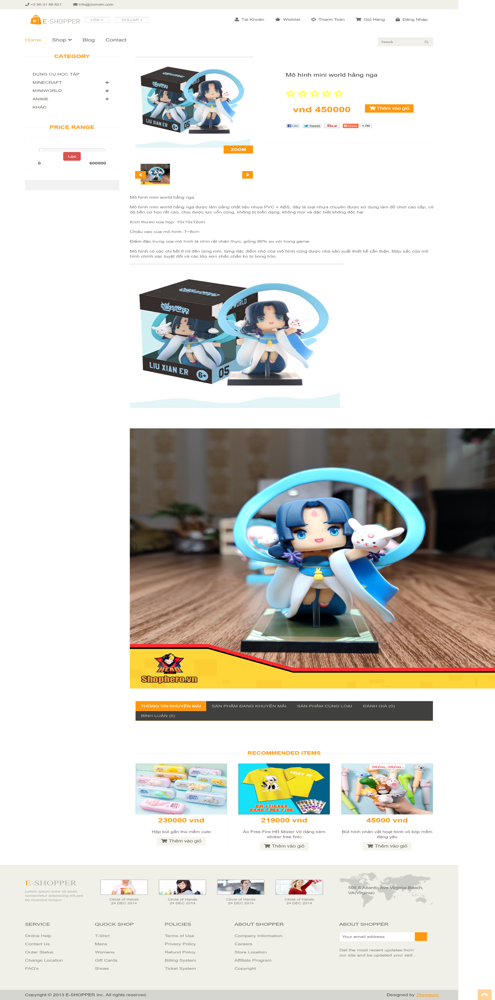 +2 95 01 88 821
info@domain.com
E-SHOPPER
USA
DOLLAR
Tài Khoản
Wishlist
Thanh Toán
Giỏ Hàng
Đăng Nhập
Home
Shop
Blog
Contact
Search
CATEGORY
DỤNG CỤ HỌC TẬP
MINECRAFT
MINIWORLD
ANIME
KHÁC
PRICE RANGE
Lọc
0
600000
LIU XIAN ER
6+
05
WORLD
ZOOM
Mô hình mini world hằng nga
vnd 450000
Thêm vào giỏ
Like
Tweet
Pin it
Share
1.7M
Mô hình mini world hằng nga
Mô hình mini world hằng nga được làm bằng chất liệu nhựa PVC + ABS, đây là loại nhựa chuyên được sử dụng làm đồ chơi cao cấp, có
độ bền cơ học rất cao, chịu được lực uốn cong, không bị biến dạng, không mùi và đặc biệt không độc hại
Kích thước của hộp: 10x10x12cm
Chiều cao của mô hình: 7–8cm
Điểm đặc trưng của mô hình là nhìn rất chân thực, giống 99% so với trong game.
Mô hình có các chi tiết tỉ mỉ đến từng mm, từng đặc điểm nhỏ của mô hình cũng được nhà sản xuất thiết kế cẩn thận. Màu sắc của mô
hình chính xác tuyệt đối và các lớp sơn chắc chắn ko bị bong tróc.
WORLD
LIU XIAN ER
6+
05
HERO
Shophero.vn
THÔNG TIN KHUYẾN MÃI
SẢN PHẨM ĐANG KHUYẾN MÃI
SẢN PHẨM CÙNG LOẠI
ĐÁNH GIÁ (0)
BÌNH LUẬN (0)
RECOMMENDED ITEMS
FREE FIRE
BỘ STICKER
RANK FREE FIRE
Mềm, Mềm..
230000 vnd
Hộp bút gắn thú mềm cute
Thêm vào giỏ
219000 vnd
Áo Free Fire HR Mister Vịt (tặng kèm
sticker free fire)
Thêm vào giỏ
45000 vnd
Bút hình nhân vật hoạt hình vỏ bóp mềm
đáng yêu
Thêm vào giỏ
E-SHOPPER
Lorem ipsum dolor sit amet,
consectetur adipisicing elit,sed
do eiusmod tempor
Circle of Hands
24 DEC 2014
Circle of Hands
24 DEC 2014
Circle of Hands
24 DEC 2014
SALE
Circle of Hands
24 DEC 2014
505 S Atlantic Ave Virginia Beach,
VA(Virginia)
SERVICE
Online Help
Contact Us
Order Status
Change Location
FAQ's
QUOCK SHOP
T-Shirt
Mens
Womens
Gift Cards
Shoes
POLICIES
Terms of Use
Privecy Policy
Refund Policy
Billing System
Ticket System
ABOUT SHOPPER
Company Information
Careers
Store Location
Affillate Program
Copyright
ABOUT SHOPPER
Your email address
Get the most recent updates from
our site and be updated your self...
Copyright © 2013 E-SHOPPER Inc. All rights reserved.
Designed by Themeum